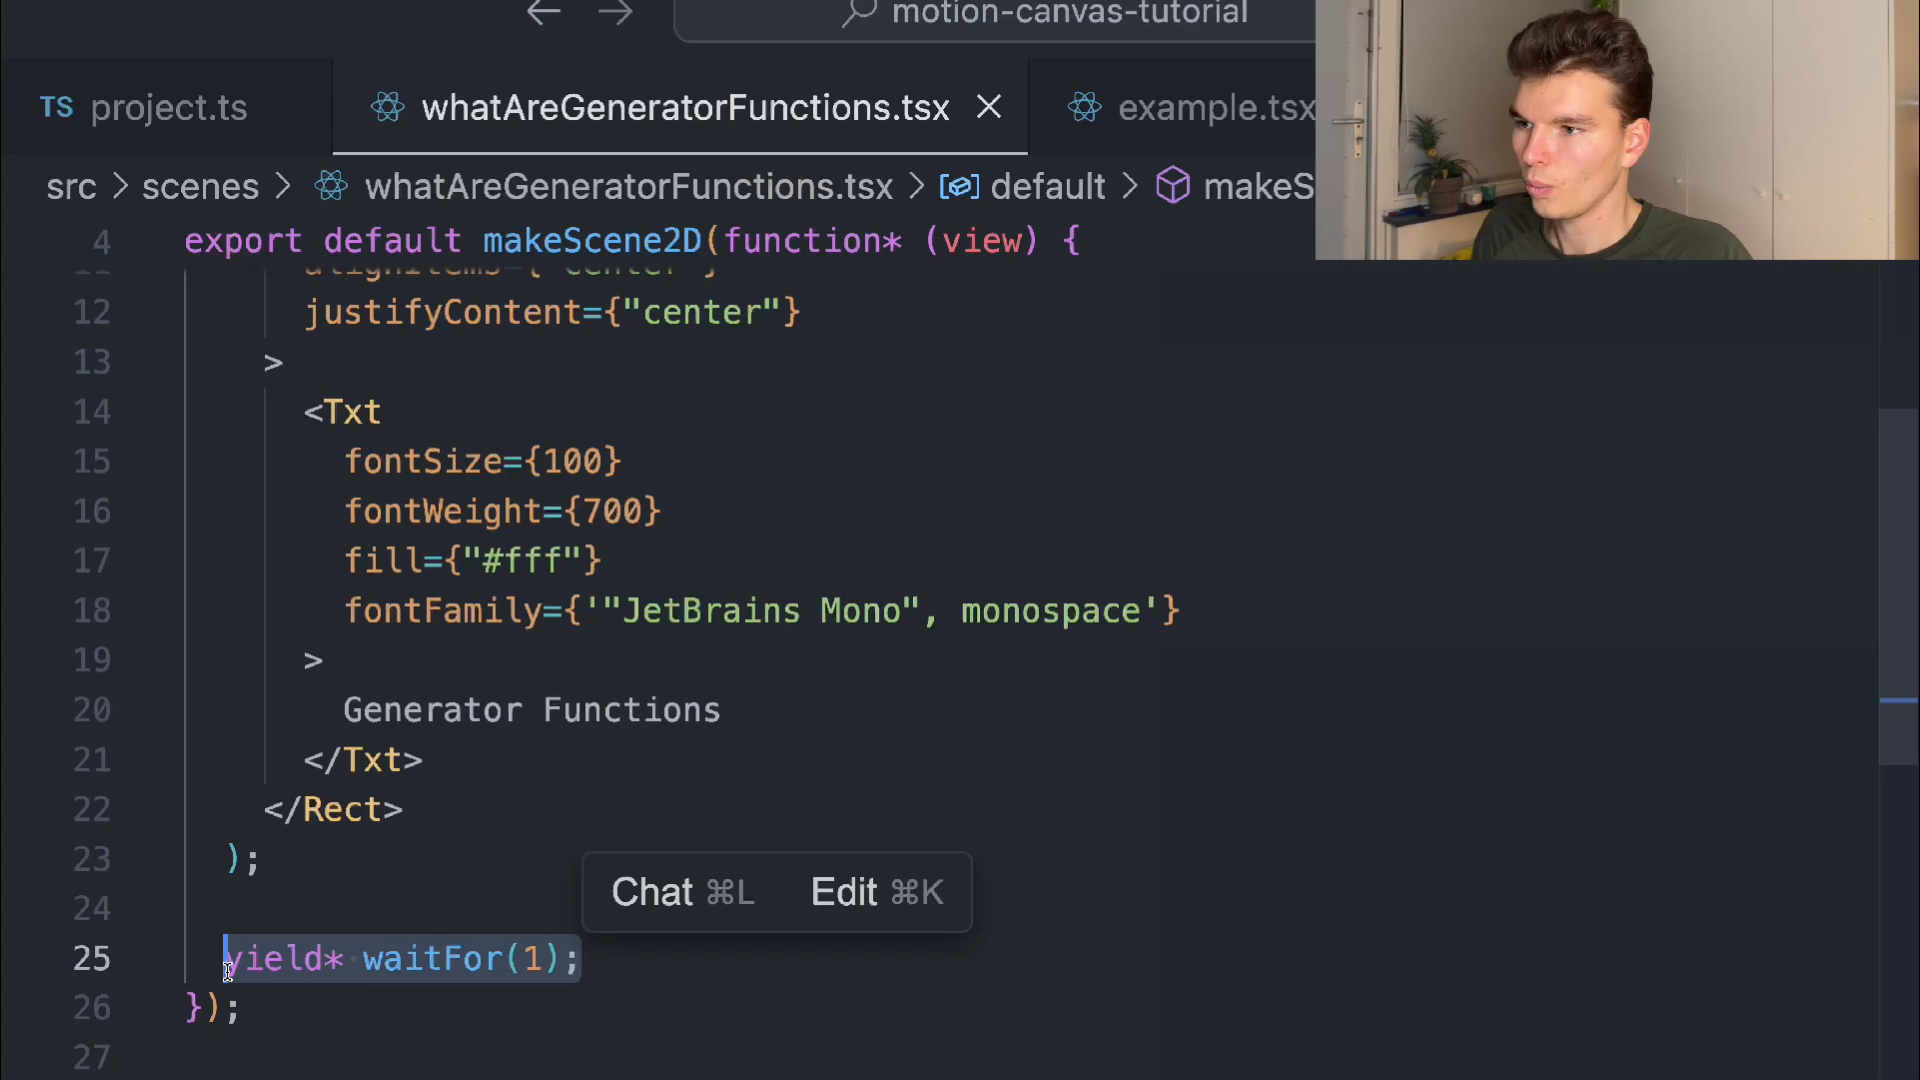 motion-canvas-tutorial
TS project.ts
whatAreGeneratorFunctions.tsx
example.tsx
src > scenes > whatAreGeneratorFunctions.tsx > default > makeS
4 export default makeScene2D(function* (view) {
11 alignItems={"center"}
12 justifyContent={"center"}
13 >
14 <Txt
15 fontSize={100}
16 fontWeight={700}
17 fill={"#fff"}
18 fontFamily={'"JetBrains Mono", monospace'}
19 >
20 Generator Functions
21 </Txt>
22 </Rect>
23 );
Chat ⌘L Edit ⌘K
24
25 yield* waitFor(1);
26 });
27